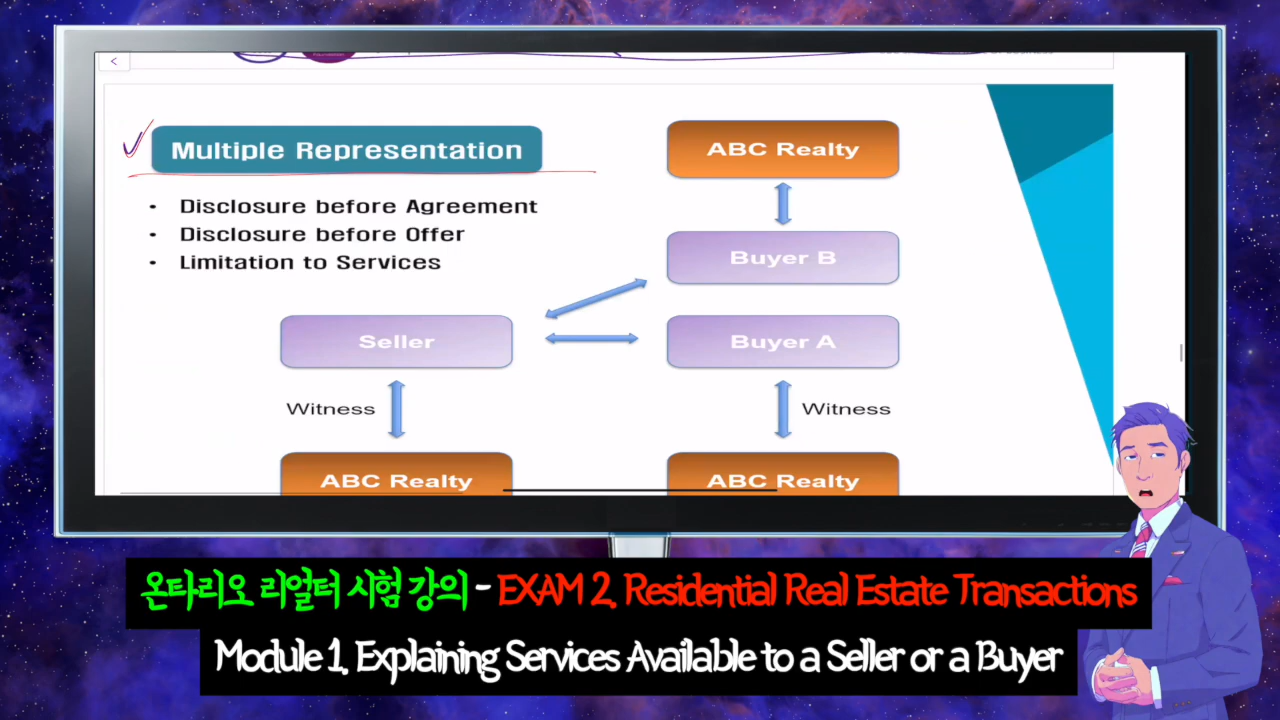 <
Multiple Representation
• Disclosure before Agreement
• Disclosure before Offer
• Limitation to Services
ABC Realty
Buyer B
Seller
Buyer A
Witness
Witness
ABC Realty
ABC Realty
온타리오 리얼터 시험 강의 - EXAM 2, Residential Real Estate Transactions
Module 1, Explaining Services Available to a Seller or a Buyer